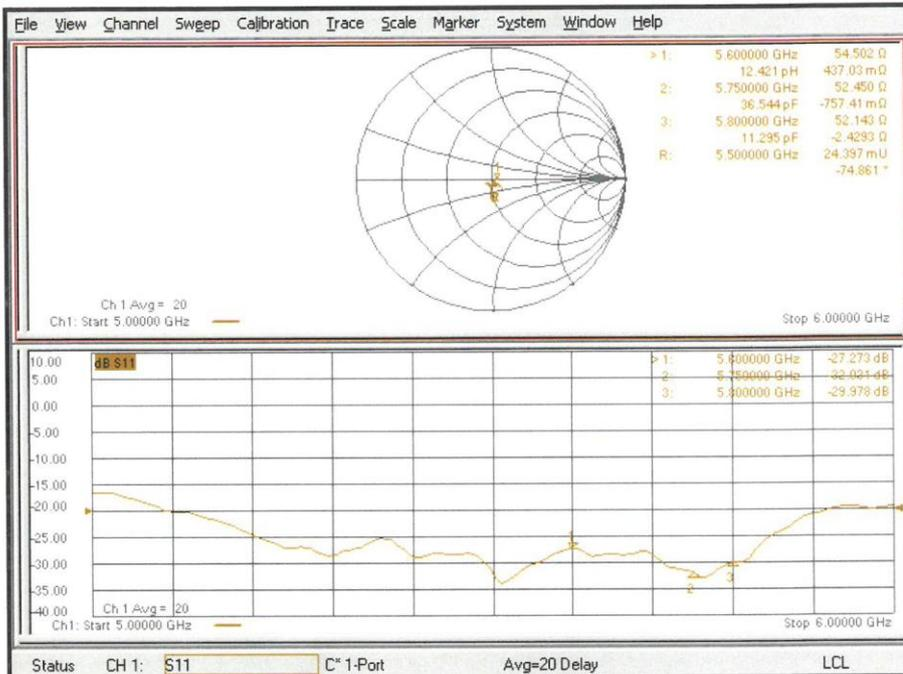 File View Channel Sweep Calibration Trace Scale Marker System Window Help
> 1: 5.600000 GHz 54.502 Ω
12.421 pH 437.03 mΩ
2: 5.750000 GHz 52.450 Ω
36.544 pF -757.41 mΩ
3: 5.800000 GHz 52.143 Ω
11.295 pF -2.4293 Ω
R: 5.500000 GHz 24.397 mU
-74.861 °
Ch 1 Avg = 20
Ch1: Start 5.00000 GHz
Stop 6.00000 GHz
10.00 dB S11
5.00
0.00
-5.00
-10.00
-15.00
-20.00
-25.00
-30.00
-35.00
-40.00
> 1: 5.600000 GHz -27.273 dB
2: 5.750000 GHz -32.031 dB
3: 5.800000 GHz -29.978 dB
1
2
3
Ch 1 Avg = 20
Ch1: Start 5.00000 GHz
Stop 6.00000 GHz
Status CH 1: S11 C* 1-Port Avg=20 Delay LCL